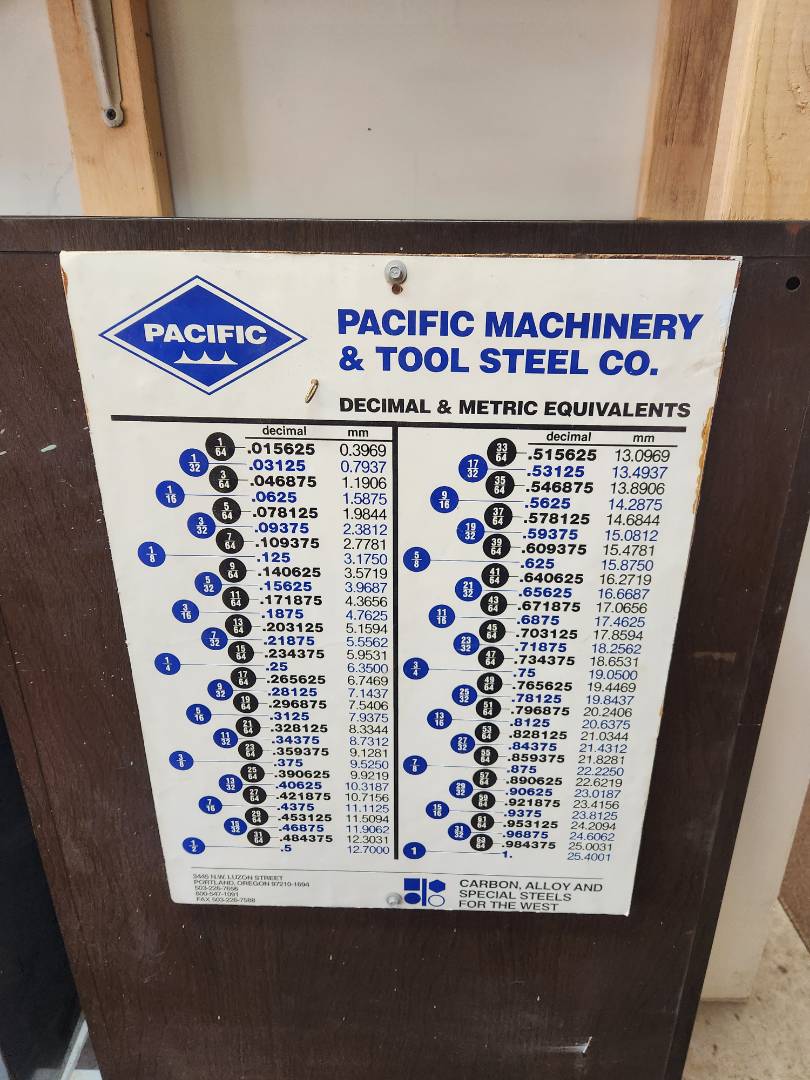 PACIFIC
PACIFIC MACHINERY
& TOOL STEEL CO.
DECIMAL & METRIC EQUIVALENTS
decimal mm
1/64 .015625 0.3969
1/32 .03125 0.7937
3/64 .046875 1.1906
1/16 .0625 1.5875
5/64 .078125 1.9844
3/32 .09375 2.3812
7/64 .109375 2.7781
1/8 .125 3.1750
9/64 .140625 3.5719
5/32 .15625 3.9687
11/64 .171875 4.3656
3/16 .1875 4.7625
13/64 .203125 5.1594
7/32 .21875 5.5562
15/64 .234375 5.9531
1/4 .25 6.3500
17/64 .265625 6.7469
9/32 .28125 7.1437
19/64 .296875 7.5406
5/16 .3125 7.9375
21/64 .328125 8.3344
11/32 .34375 8.7312
23/64 .359375 9.1281
3/8 .375 9.5250
25/64 .390625 9.9219
13/32 .40625 10.3187
27/64 .421875 10.7156
7/16 .4375 11.1125
29/64 .453125 11.5094
15/32 .46875 11.9062
31/64 .484375 12.3031
1/2 .5 12.7000
decimal mm
33/64 .515625 13.0969
17/32 .53125 13.4937
35/64 .546875 13.8906
9/16 .5625 14.2875
37/64 .578125 14.6844
19/32 .59375 15.0812
39/64 .609375 15.4781
5/8 .625 15.8750
41/64 .640625 16.2719
21/32 .65625 16.6687
43/64 .671875 17.0656
11/16 .6875 17.4625
45/64 .703125 17.8594
23/32 .71875 18.2562
47/64 .734375 18.6531
3/4 .75 19.0500
49/64 .765625 19.4469
25/32 .78125 19.8437
51/64 .796875 20.2406
13/16 .8125 20.6375
53/64 .828125 21.0344
27/32 .84375 21.4312
55/64 .859375 21.8281
7/8 .875 22.2250
57/64 .890625 22.6219
29/32 .90625 23.0187
59/64 .921875 23.4156
15/16 .9375 23.8125
61/64 .953125 24.2094
31/32 .96875 24.6062
63/64 .984375 25.0031
1 1. 25.4001
3445 N.W. LUZON STREET
PORTLAND, OREGON 97210-1694
503-226-7656
800-547-1091
FAX 503-226-7588
CARBON, ALLOY AND
SPECIAL STEELS
FOR THE WEST